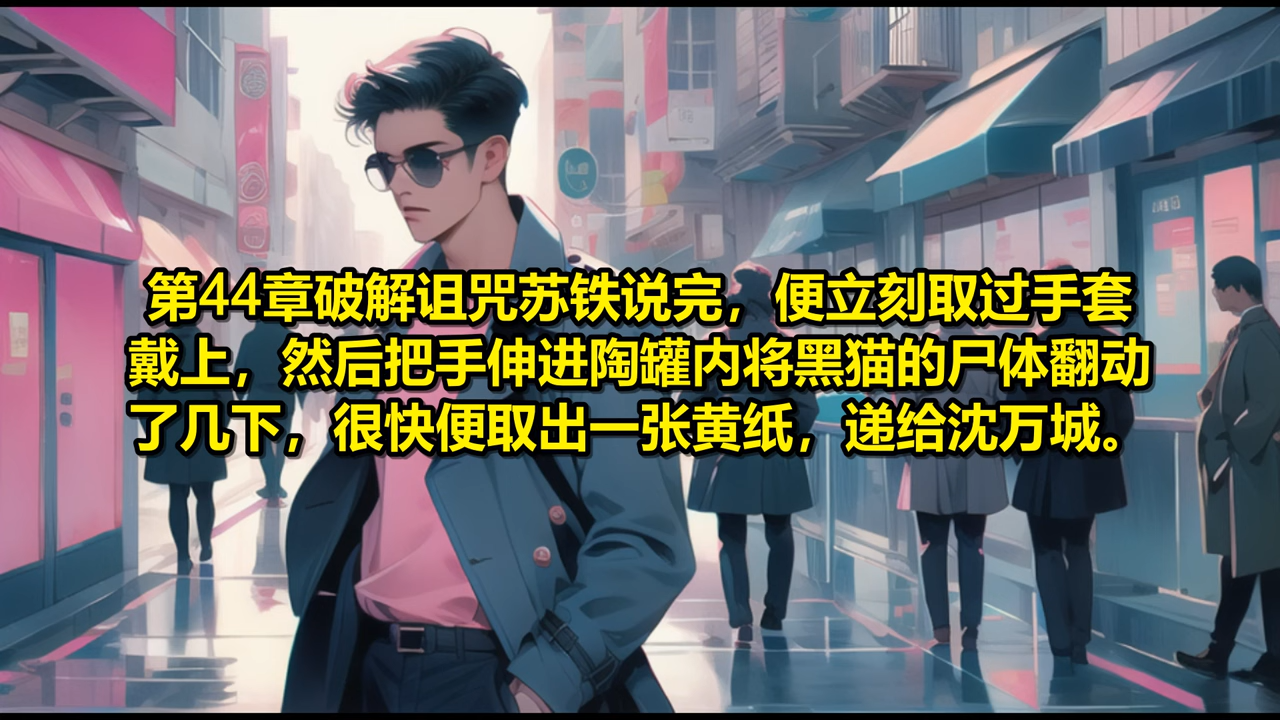 第44章破解诅咒苏铁说完，便立刻取过手套
戴上，然后把手伸进陶罐内将黑猫的尸体翻动
了几下，很快便取出一张黄纸，递给沈万城。